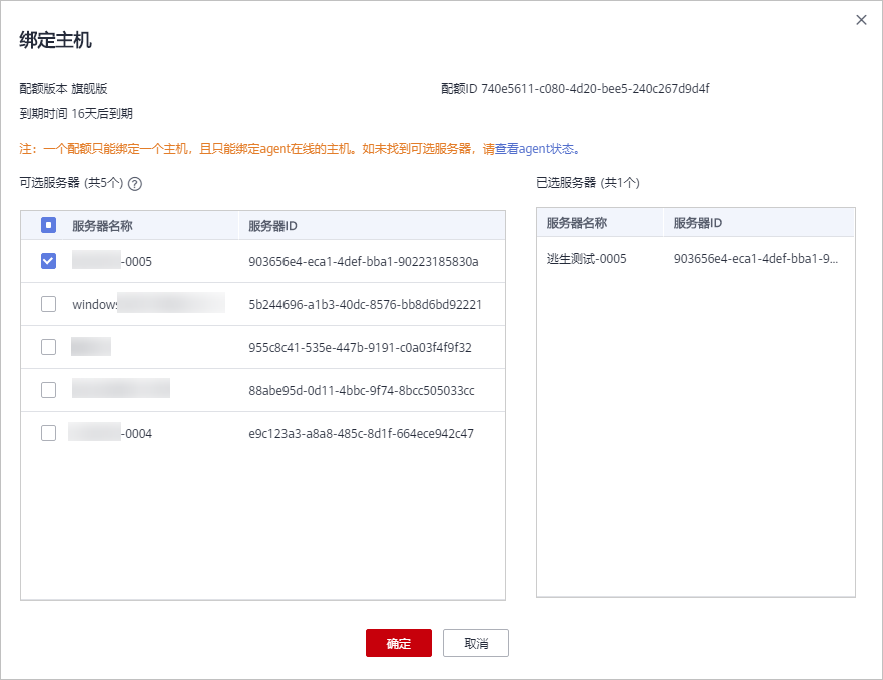 绑定主机
配额版本 旗舰版
配额ID 740e5611-c080-4d20-bee5-240c267d9d4f
到期时间 16天后到期
注：一个配额只能绑定一个主机，且只能绑定agent在线的主机。如未找到可选服务器，请查看agent状态。
可选服务器 (共5个) ?
已选服务器 (共1个)
服务器名称 服务器ID
-0005 903656e4-eca1-4def-bba1-90223185830a
windows 5b244696-a1b3-40dc-8576-bb8d6bd92221
955c8c41-535e-447b-9191-c0a03f4f9f32
88abe95d-0d11-4bbc-9f74-8bcc505033cc
-0004 e9c123a3-a8a8-485c-8d1f-664ece942c47
服务器名称 服务器ID
逃生测试-0005 903656e4-eca1-4def-bba1-9...
确定
取消